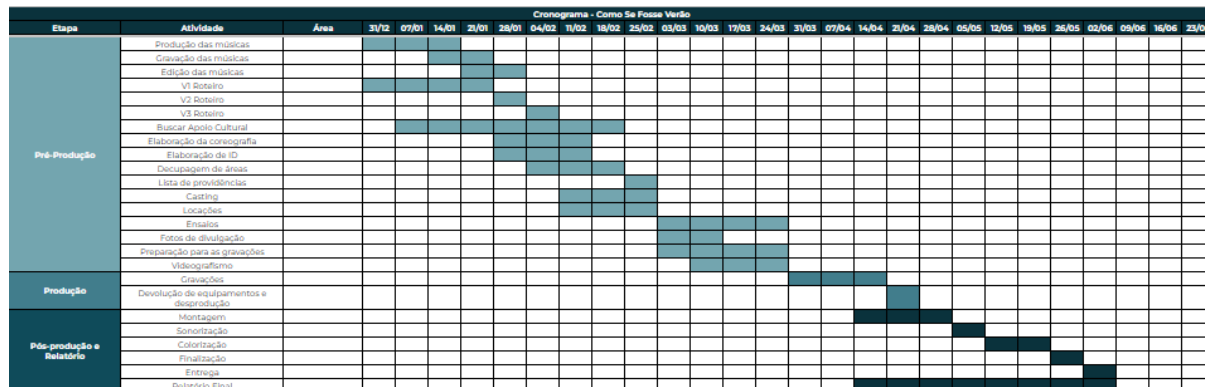 Cronograma - Como Se Fosse Verão
Etapa Atividade Área 31/12 07/01 14/01 21/01 28/01 04/02 11/02 18/02 25/02 03/03 10/03 17/03 24/03 31/03 07/04 14/04 21/04 28/04 05/05 12/05 19/05 26/05 02/06 09/06 16/06 23/0
Pré-Produção
Produção das músicas
Gravação das músicas
Edição das músicas
V1 Roteiro
V2 Roteiro
V3 Roteiro
Buscar Apoio Cultural
Elaboração da coreografia
Elaboração de ID
Decupagem de áreas
Lista de providências
Casting
Locações
Ensaios
Fotos de divulgação
Preparação para as gravações
Videografismo
Produção
Gravações
Devolução de equipamentos e
desprodução
Pós-produção e
Relatório
Montagem
Sonorização
Colorização
Finalização
Entrega
Relatório Final